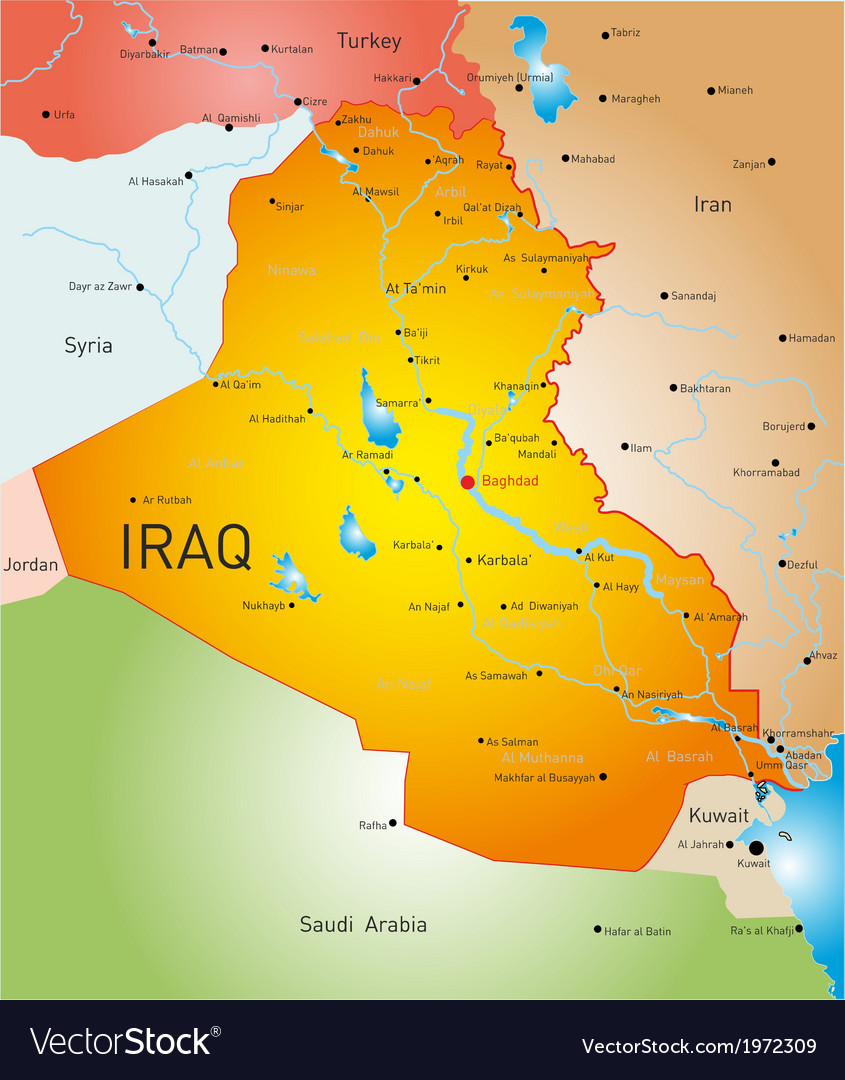 Tabriz
Turkey
Diyarbakir
Batman
Kurtalan
Hakkari
Orumiyeh (Urmia)
Mianeh
Maragheh
Cizre
Urfa
Al Qamishli
Zakhu
Dahuk
Dahuk
'Aqrah
Rayat
Mahabad
Zanjan
Al Hasakah
Al Mawsil
Arbil
Sinjar
Irbil
Qal'at Dizah
Iran
As Sulaymaniyah
Ninawa
Kirkuk
Dayr az Zawr
At Ta'min
As Sulaymaniyah
Sanandaj
Syria
Salahad Din
Ba'iji
Hamadan
Tikrit
Al Qa'im
Khanaqin
Bakhtaran
Samarra'
Diyala
Al Hadithah
Borujerd
Ba'qubah
Mandali
Ilam
Ar Ramadi
Al Anbar
Khorramabad
Baghdad
Ar Rutbah
IRAQ
Wasit
Karbala'
Karbala'
Al Kut
Jordan
Dezful
Maysan
Al Hayy
Nukhayb
An Najaf
Ad Diwaniyah
Al Qadisiyah
Al 'Amarah
Ahvaz
As Samawah
Dhi Qar
An Najaf
An Nasiriyah
Al Basrah
Khorramshahr
As Salman
Al Muthanna
Al Basrah
Abadan
Umm Qasr
Makhfar al Busayyah
Kuwait
Rafha
Al Jahrah
Kuwait
Saudi Arabia
Hafar al Batin
Ra's al Khafji
VectorStock®
VectorStock.com/1972309